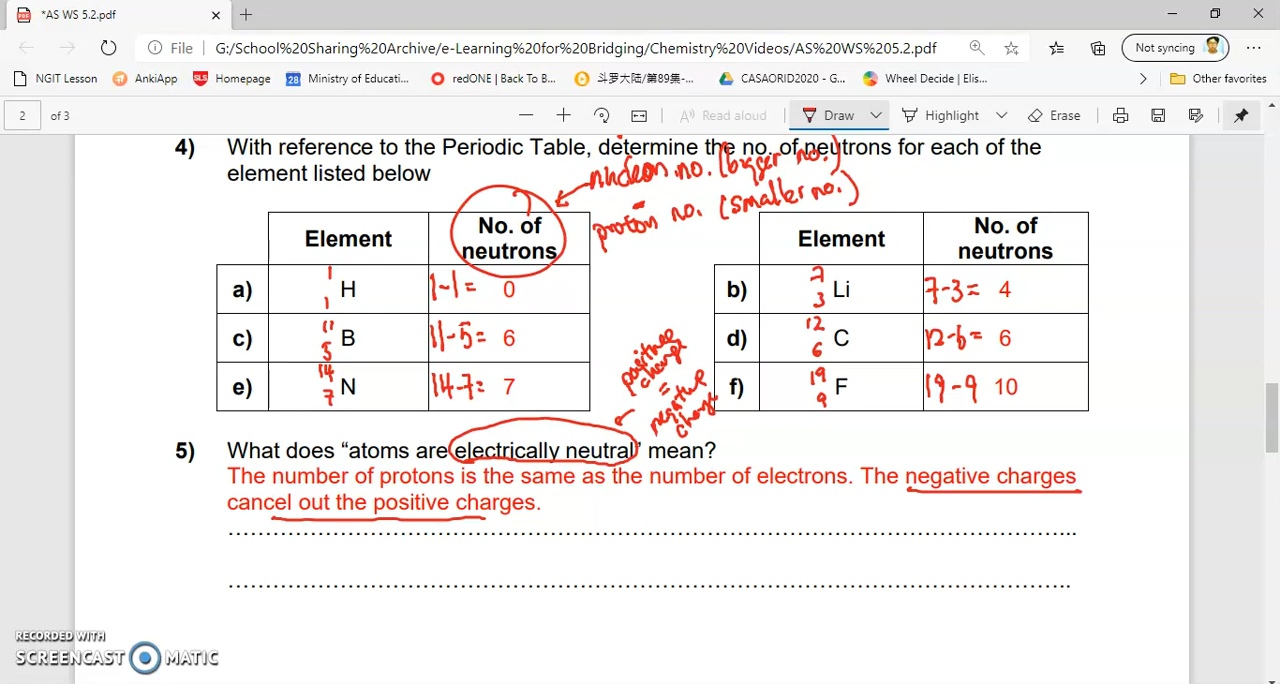 *AS WS 5.2.pdf
File
G:/School%20Sharing%20Archive/e-Learning%20for%20Bridging/Chemistry%20Videos/AS%20WS%205.2.pdf
Not syncing
NGIT Lesson
AnkiApp
SLS
Homepage
28
Ministry of Educati...
redONE | Back To B...
斗罗大陆/第89集-...
CASAORID2020 - G...
Wheel Decide | Elis...
Other favorites
2 of 3
Read aloud
Draw
Highlight
Erase
4) With reference to the Periodic Table, determine the no. of neutrons for each of the
element listed below
nucleon no. (bigger no.)
proton no. (smaller no.)
Element No. of neutrons
a) 1 1 H 1-1= 0
c) 11 5 B 11-5= 6
e) 14 7 N 14-7= 7
Element No. of neutrons
b) 7 3 Li 7-3= 4
d) 12 6 C 12-6= 6
f) 19 9 F 19-9 10
positive
charge
=
negative
charge
5) What does “atoms are electrically neutral” mean?
The number of protons is the same as the number of electrons. The negative charges
cancel out the positive charges.
RECORDED WITH
SCREENCAST MATIC